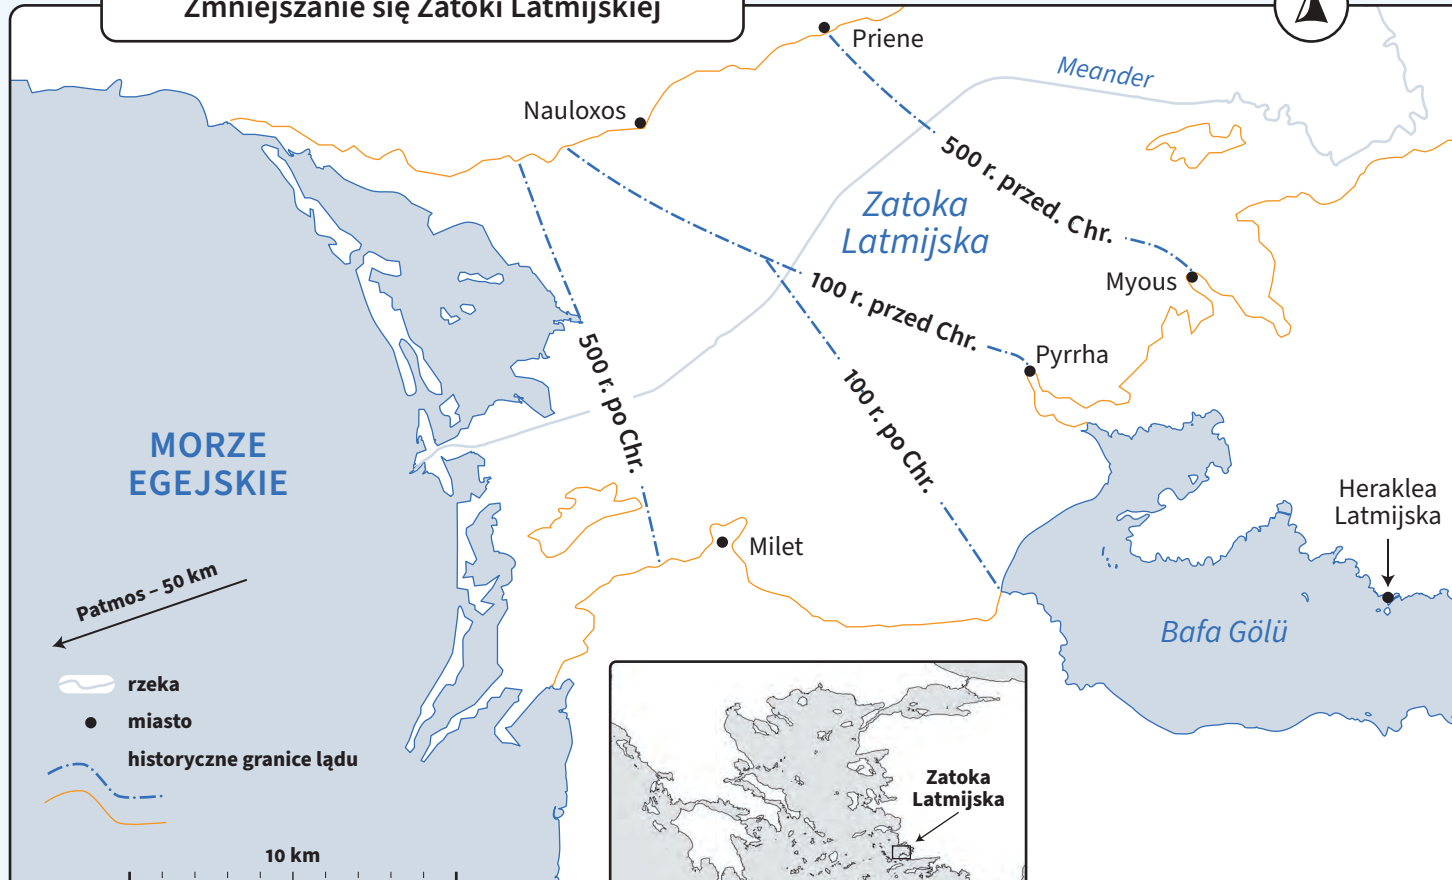 Zmniejszanie się Zatoki Latmijskiej
Priene
Meander
Nauloxos
500 r. przed. Chr.
Zatoka
Latmijska
Myous
100 r. przed Chr.
Pyrrha
500 r. po Chr.
100 r. po Chr.
MORZE
EGEJSKIE
Heraklea
Latmijska
Milet
Patmos – 50 km
Bafa Gölü
rzeka
miasto
historyczne granice lądu
Zatoka
Latmijska
10 km